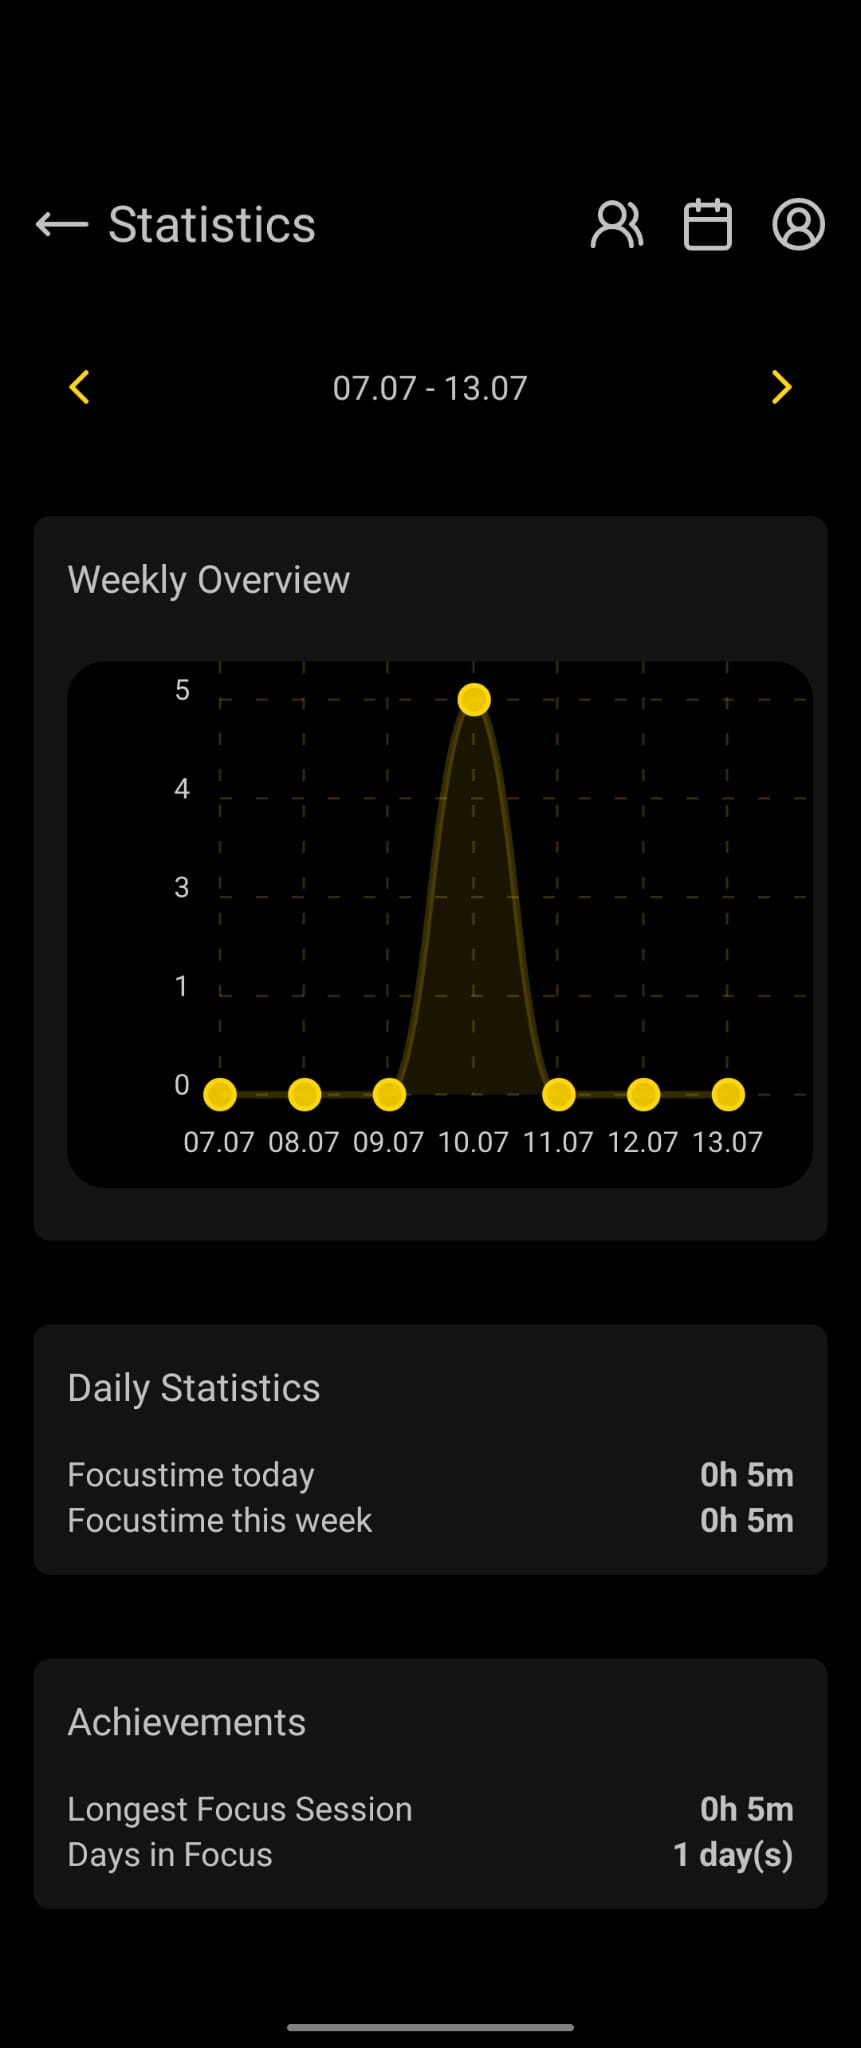 Statistics
07.07 - 13.07
Weekly Overview
5
4
3
1
0
07.07 08.07 09.07 10.07 11.07 12.07 13.07
Daily Statistics
Focustime today 0h 5m
Focustime this week 0h 5m
Achievements
Longest Focus Session 0h 5m
Days in Focus 1 day(s)